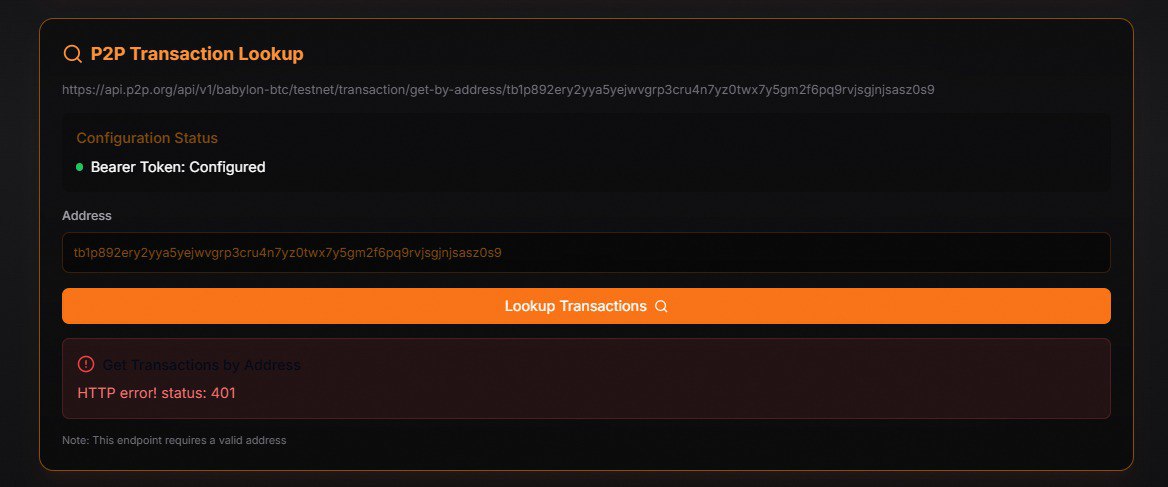 P2P Transaction Lookup
https://api.p2p.org/api/v1/babylon-btc/testnet/transaction/get-by-address/tb1p892ery2yya5yejwvgrp3cru4n7yz0twx7y5gm2f6pq9rvjsgjnjsasz0s9
Configuration Status
Bearer Token: Configured
Address
tb1p892ery2yya5yejwvgrp3cru4n7yz0twx7y5gm2f6pq9rvjsgjnjsasz0s9
Lookup Transactions
Get Transactions by Address
HTTP error! status: 401
Note: This endpoint requires a valid address